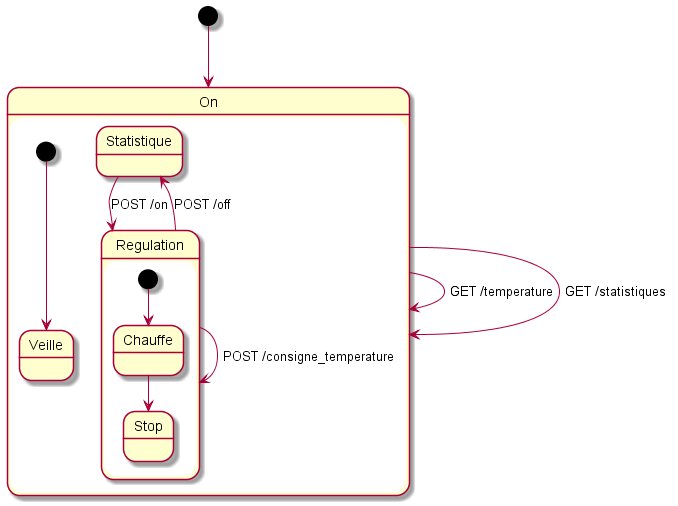 On
Statistique
POST /on
POST /off
Regulation
GET /temperature
GET /statistiques
Veille
Chauffe
POST /consigne_temperature
Stop